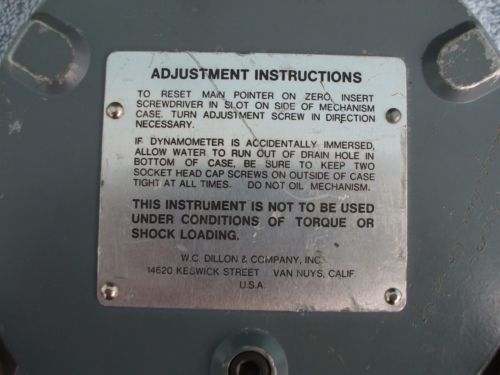 ADJUSTMENT INSTRUCTIONS
TO RESET MAIN POINTER ON ZERO, INSERT
SCREWDRIVER IN SLOT ON SIDE OF MECHANISM
CASE. TURN ADJUSTMENT SCREW IN DIRECTION
NECESSARY.
IF DYNAMOMETER IS ACCIDENTALLY IMMERSED,
ALLOW WATER TO RUN OUT OF DRAIN HOLE IN
BOTTOM OF CASE, BE SURE TO KEEP TWO
SOCKET HEAD CAP SCREWS ON OUTSIDE OF CASE
TIGHT AT ALL TIMES. DO NOT OIL MECHANISM.
THIS INSTRUMENT IS NOT TO BE USED
UNDER CONDITIONS OF TORQUE OR
SHOCK LOADING.
W.C. DILLON & COMPANY, INC.
14620 KESWICK STREET VAN NUYS, CALIF.
U.S.A.